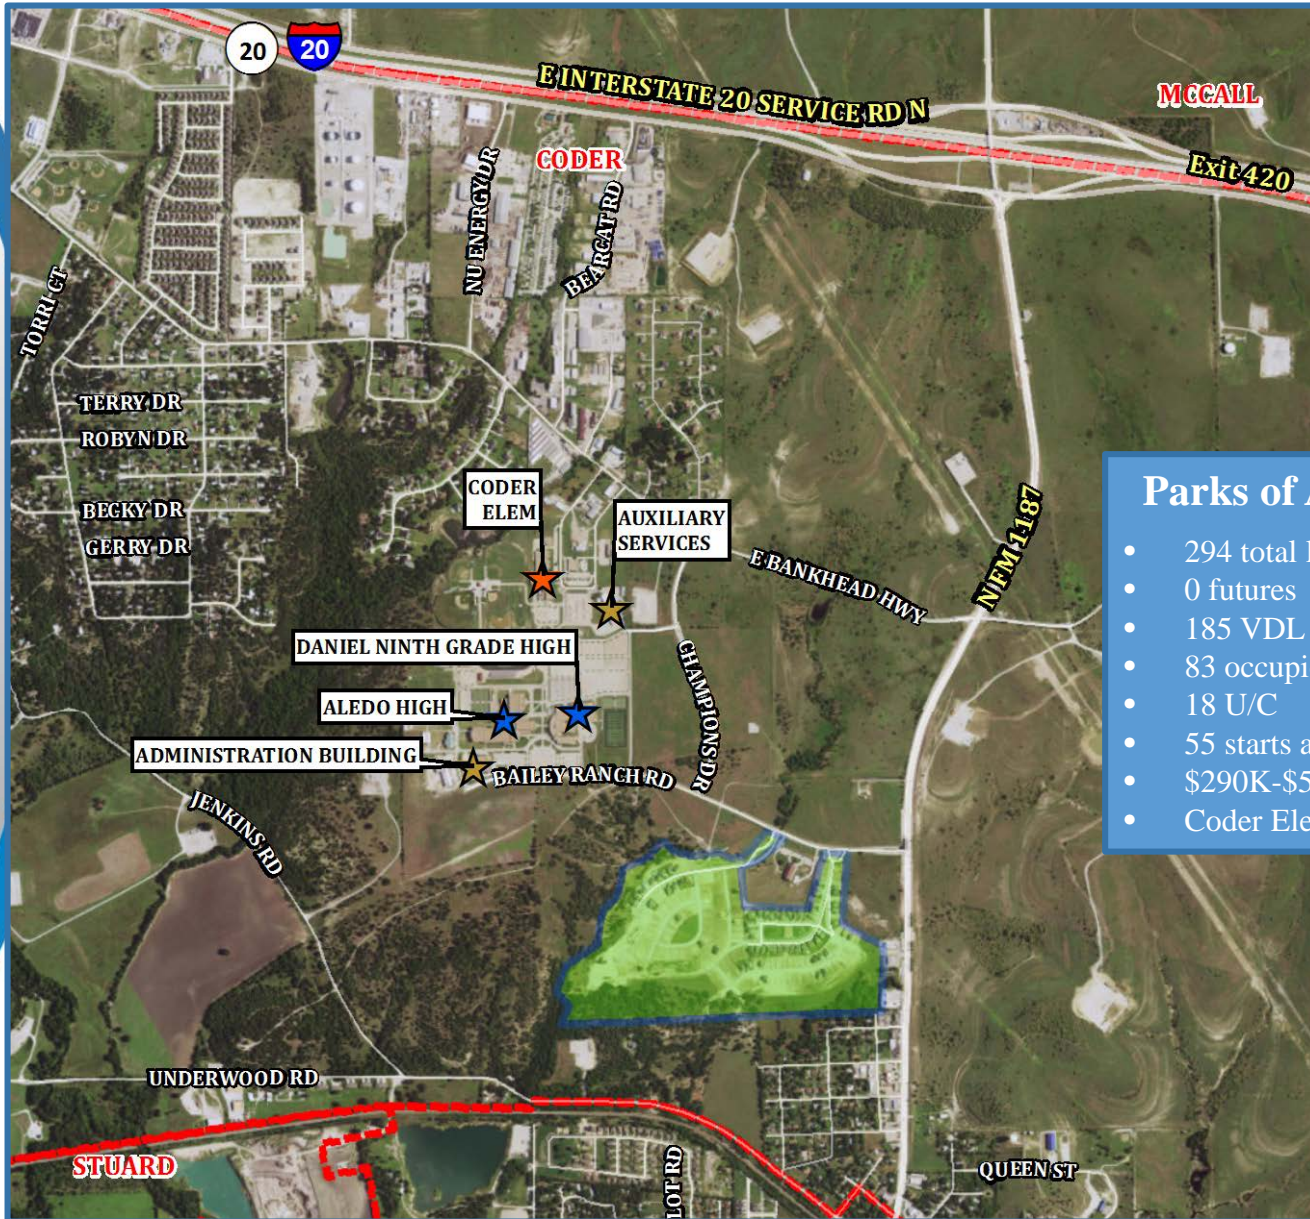 20
20
E INTERSTATE 20 SERVICE RD N
MCCALL
Exit 420
CODER
NU ENERGY DR
BEARCAT RD
TORRI CT
TERRY DR
ROBYN DR
BECKY DR
GERRY DR
CODER
ELEM
AUXILIARY
SERVICES
E BANKHEAD HWY
N FM 1187
DANIEL NINTH GRADE HIGH
ALEDO HIGH
ADMINISTRATION BUILDING
CHAMPIONS DR
BAILEY RANCH RD
JENKINS RD
Parks of
• 294 total
• 0 futures
• 185 VDL
• 83
• 18 U/C
• 55 starts
• $290K-$5
• Coder
UNDERWOOD RD
STUARD
LOT RD
QUEEN ST